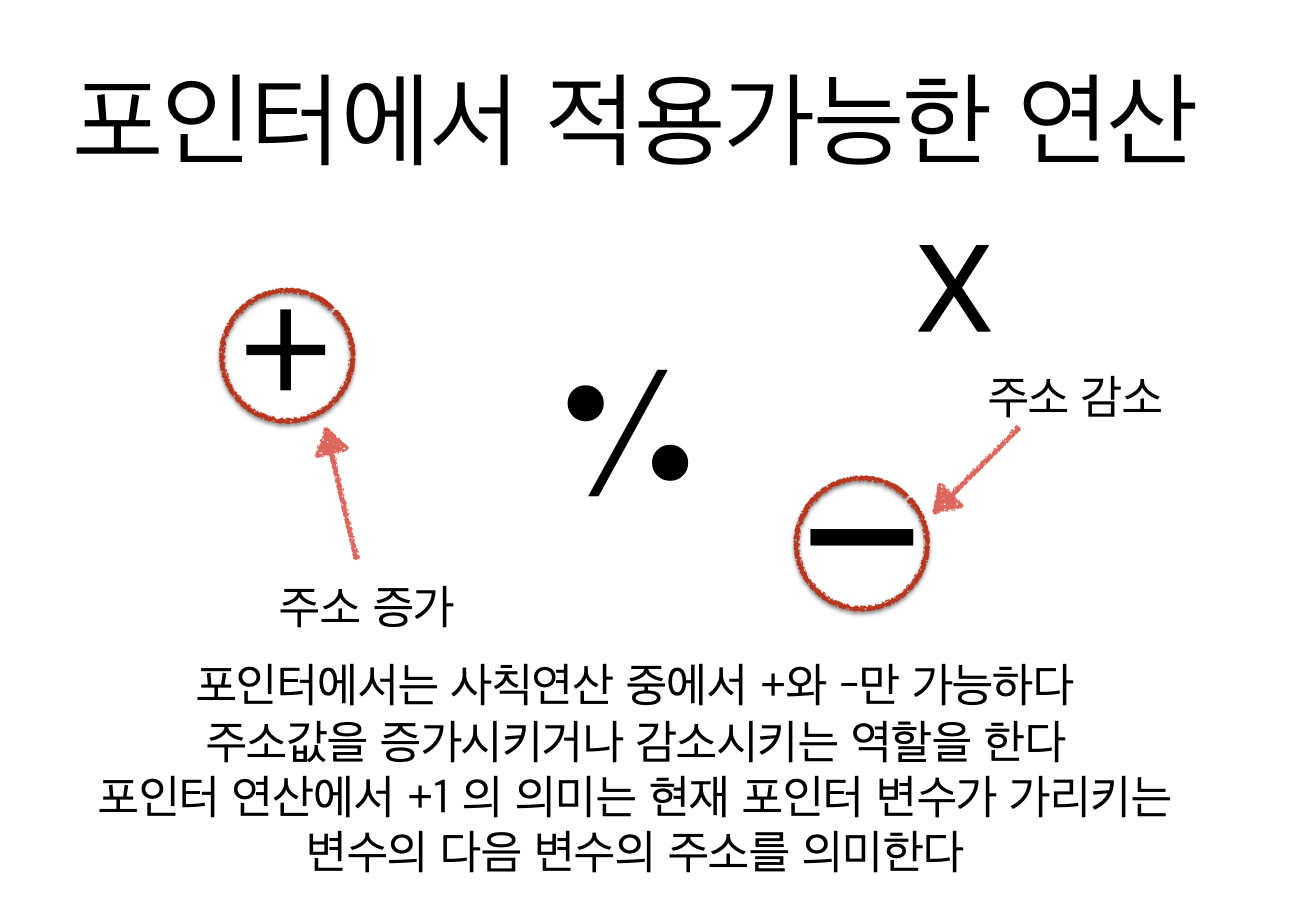 포인터에서 적용가능한 연산
X
+
%
주소 감소
−
주소 증가
포인터에서는 사칙연산 중에서 +와 -만 가능하다
주소값을 증가시키거나 감소시키는 역할을 한다
포인터 연산에서 +1 의 의미는 현재 포인터 변수가 가리키는
변수의 다음 변수의 주소를 의미한다